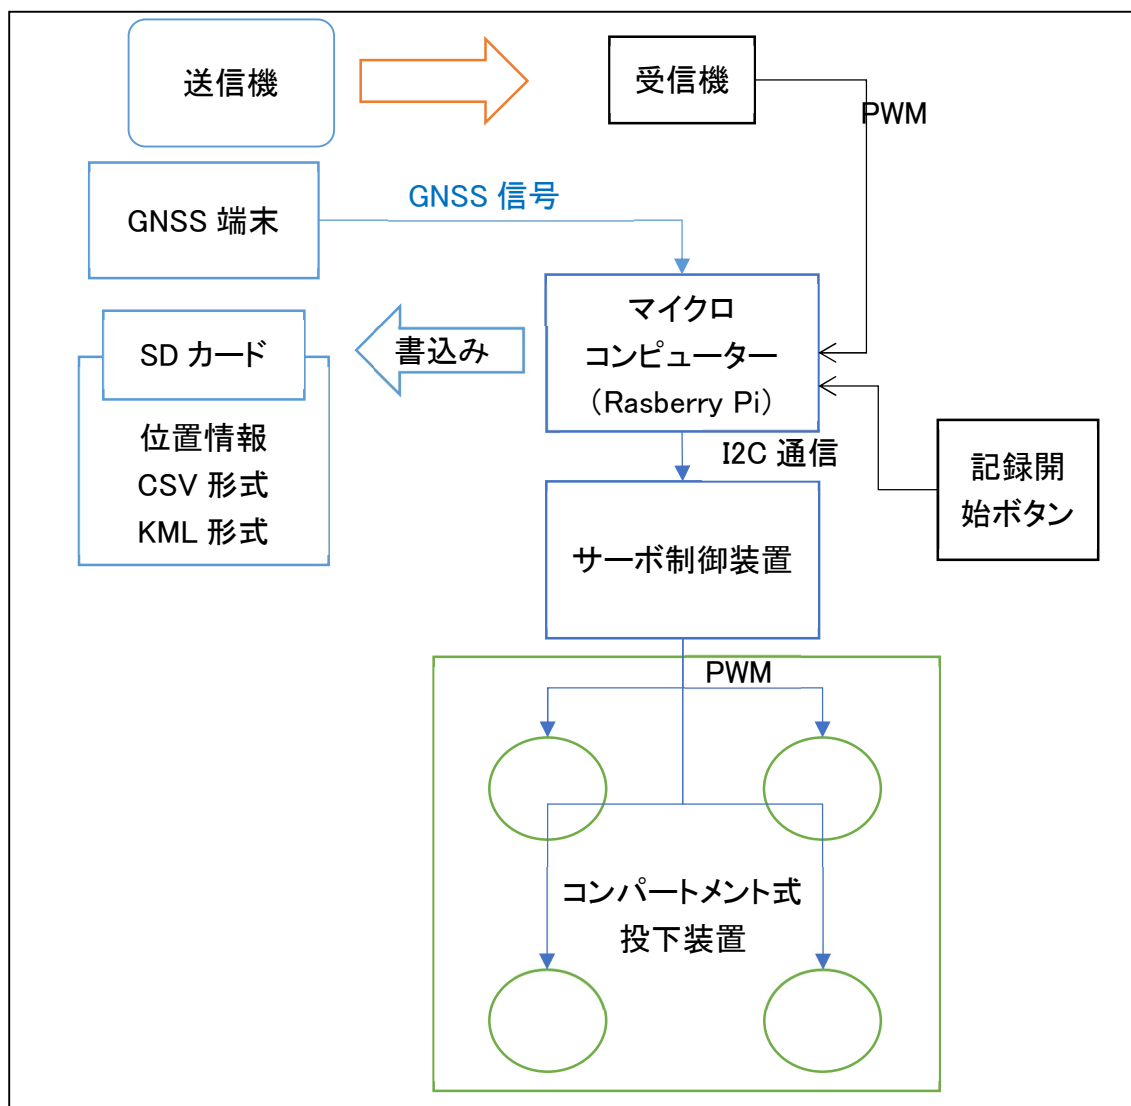 送信機
受信機
PWM
GNSS 端末
GNSS 信号
マイクロ
コンピューター
（Rasberry Pi）
SD カード
書込み
位置情報
CSV 形式
KML 形式
I2C 通信
記録開
始ボタン
サーボ制御装置
PWM
コンパートメント式
投下装置